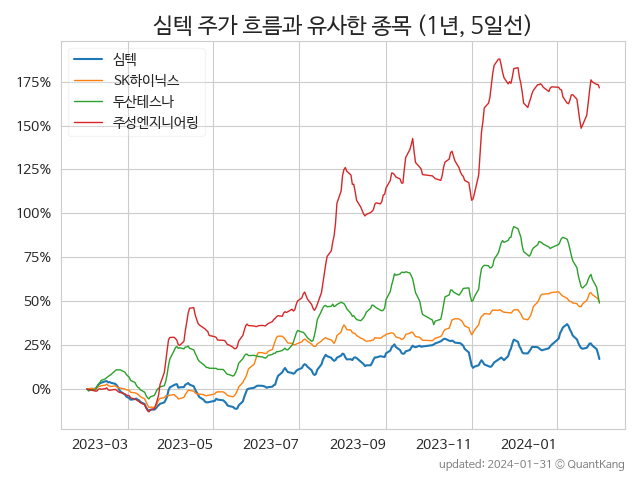 심텍 주가 흐름과 유사한 종목 (1년, 5일선)
심텍
SK하이닉스
두산테스나
주성엔지니어링
175%
150%
125%
100%
75%
50%
25%
0%
2023-03 2023-05 2023-07 2023-09 2023-11 2024-01
updated: 2024-01-31 © QuantKang